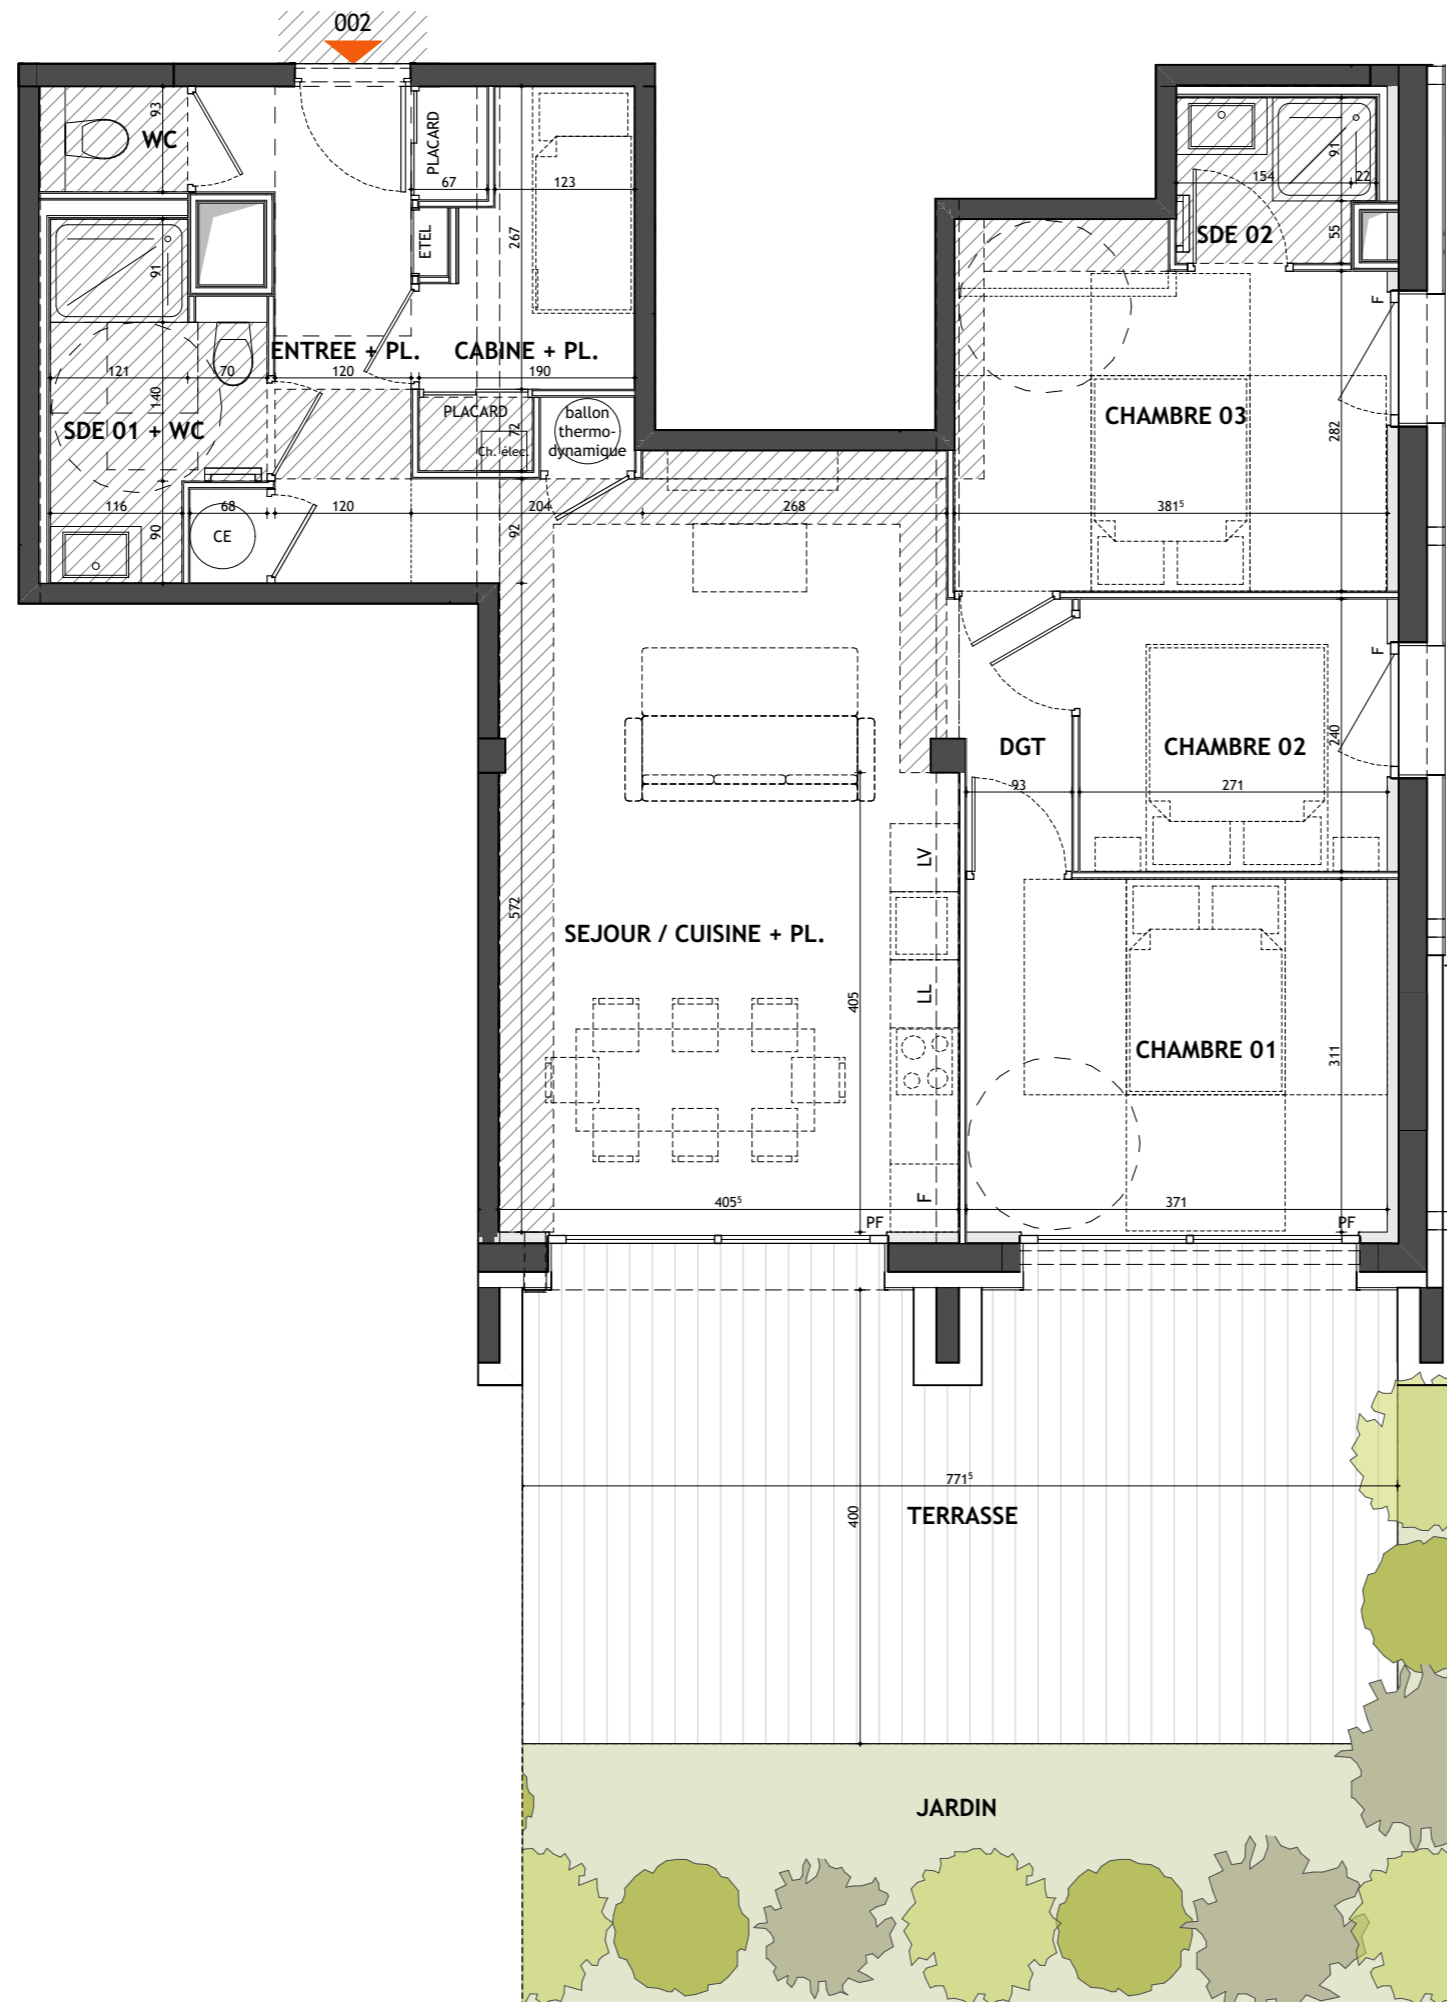 002
93
WC
PLACARD
67
123
ETEL
267
91
ENTREE + PL.
CABINE + PL.
121
70
120
190
140
SDE 01 + WC
PLACARD
72
Ch. élec.
ballon
thermo-
dynamique
116
68
120
204
268
90
CE
92
154
22
91
SDE 02
55
F
CHAMBRE 03
282
381⁵
F
DGT
CHAMBRE 02
240
93
271
LV
572
SEJOUR / CUISINE + PL.
405
LL
CHAMBRE 01
311
F
405⁵
PF
371
PF
771⁵
400
TERRASSE
JARDIN